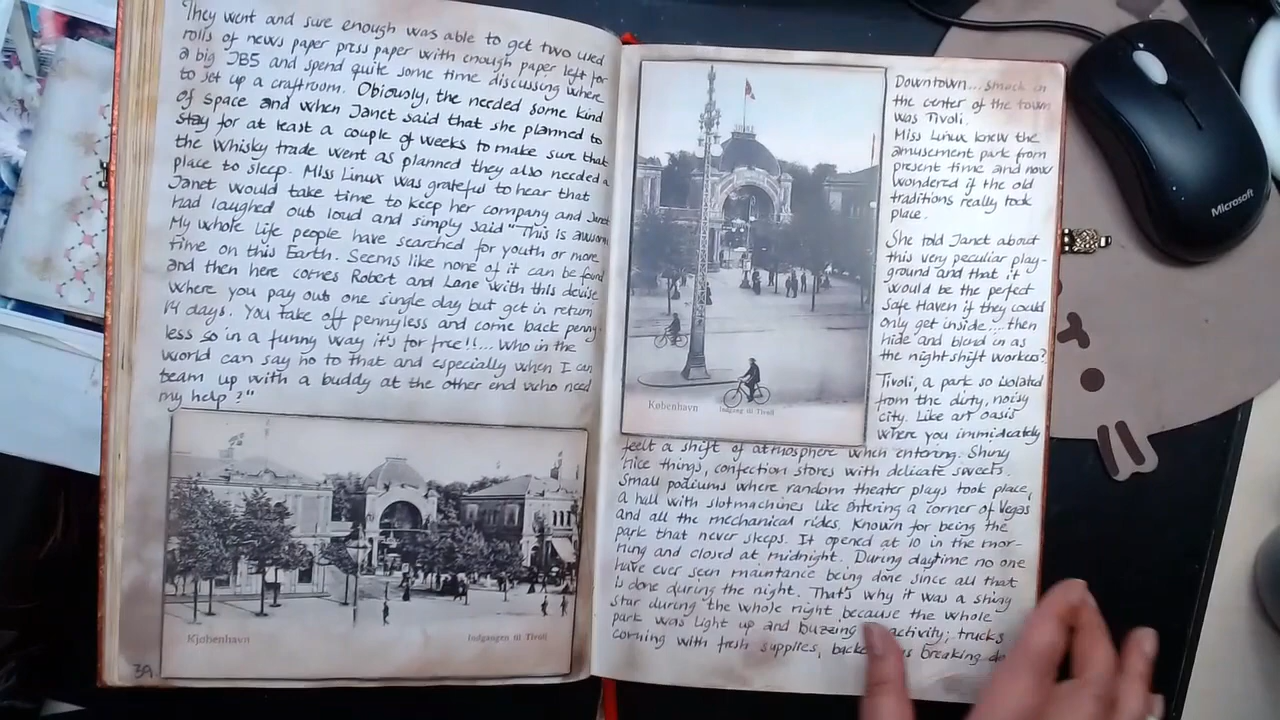 They went and sure enough was able to get two used
rolls of news paper press paper with enough paper left for
a big JB5 and spend quite some time discussing where
to set up a craftroom. Obiously, the needed some kind
of space and when Janet said that she planned to
stay for at least a couple of weeks to make sure that
the Whisky trade went as planned they also needed a
place to sleep. Miss Linux was grateful to hear that
Janet would take time to keep her company and Janet
had laughed out loud and simply said "This is
My whole life people have searched for youth or more
time on this Earth. Seems like none of it can be found
and then here comes Robert and Lane with this devise
where you pay out one single day but get in return
14 days. You take off pennyless and come back penny-
less so in a funny way it's for free!!... Who in the
world can say no to that and especially when I can
team up with a buddy at the other end who need
my help?"
Kjøbenhavn
Indgangen til Tivoli
39.
København
Indgang til Tivoli
Downtown... smack in
the center of the town
was Tivoli.
Miss Linux knew the
amusement park from
present time and now
wondered if the old
traditions really took
place.
She told Janet about
this very peculiar play-
ground and that it
would be the perfect
Safe Haven if they could
only get inside... then
hide and blend in as
the night shift workers?
Tivoli, a park so isolated
from the dirty, noisy
city. Like an oasis
where you immideately
feelt a shift of atmosphere when entering. Shiny
nice things, confection stores with delicate sweets.
Small podiums where random theater plays took place,
a hall with slotmachines like entering a corner of Vegas
and all the mechanical rides. Known for being the
park that never sleeps. It opened at 10 in the mor-
ning and closed at midnight. During daytime no one
have ever seen maintance being done since all that
is done during the night. That's why it was a shing
star during the whole night because the whole
park was light up and buzzeing activity; trucks
coming with fresh supplies, breaking
Microsoft